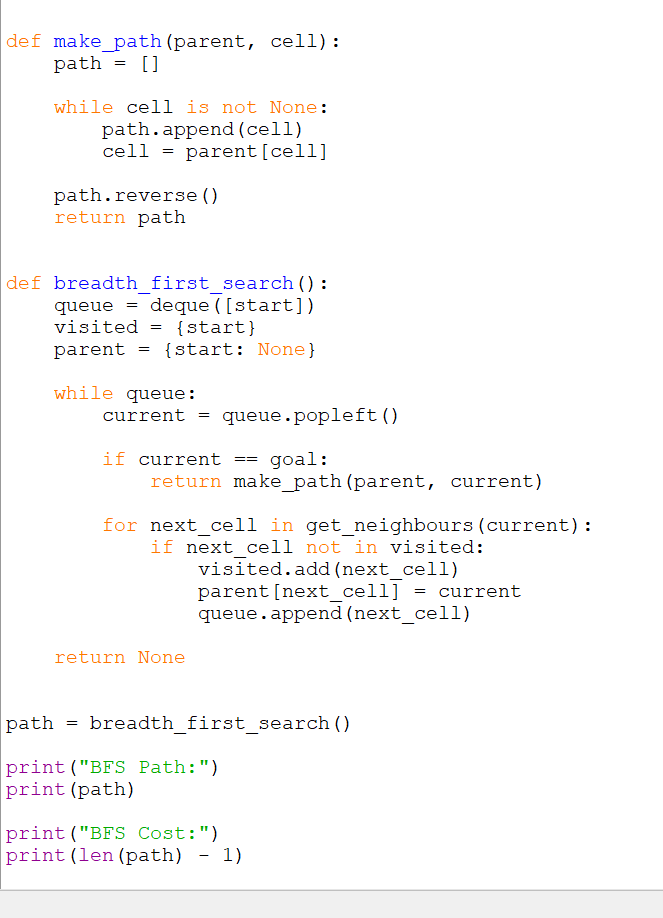 def make_path(parent, cell):
    path = []

    while cell is not None:
        path.append(cell)
        cell = parent[cell]

    path.reverse()
    return path


def breadth_first_search():
    queue = deque([start])
    visited = {start}
    parent = {start: None}

    while queue:
        current = queue.popleft()

        if current == goal:
            return make_path(parent, current)

        for next_cell in get_neighbours(current):
            if next_cell not in visited:
                visited.add(next_cell)
                parent[next_cell] = current
                queue.append(next_cell)

    return None


path = breadth_first_search()

print("BFS Path:")
print(path)

print("BFS Cost:")
print(len(path) - 1)